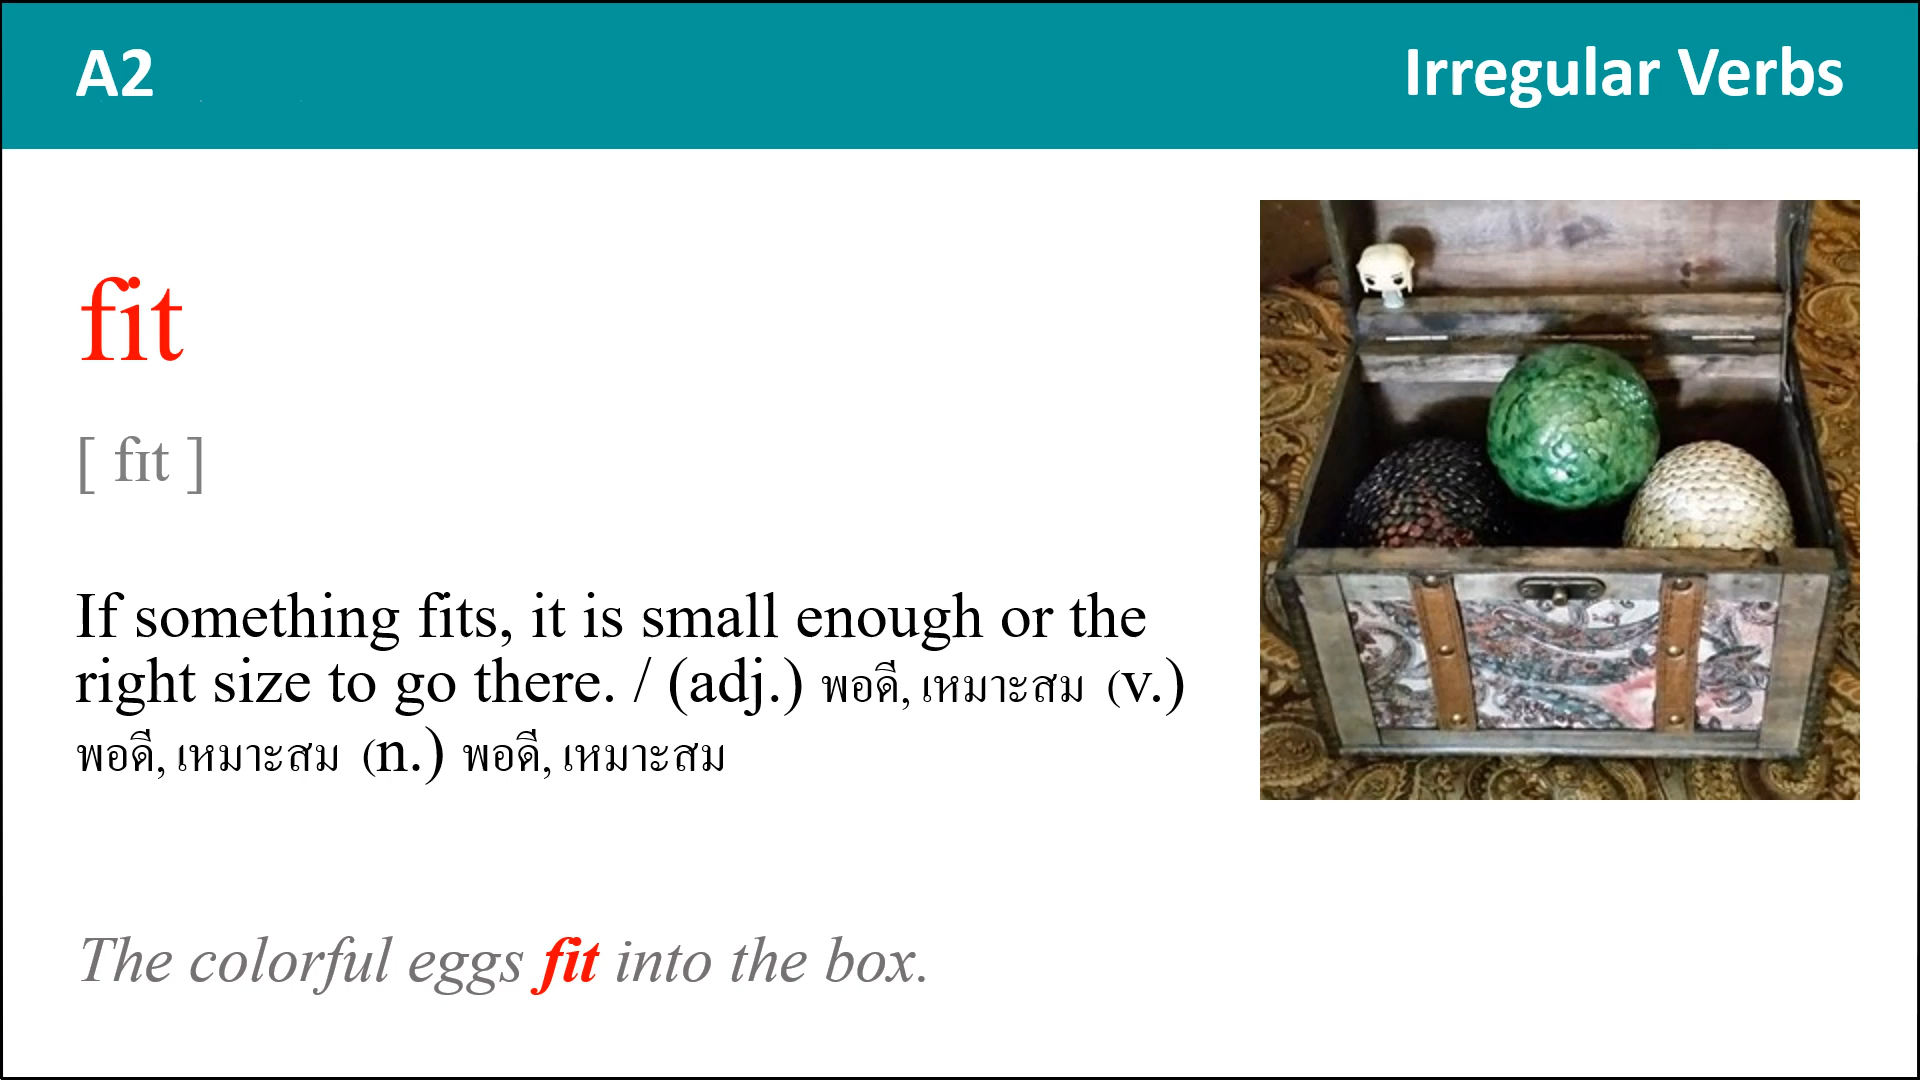 A2
Irregular Verbs
fit
[ fɪt ]
If something fits, it is small enough or the
right size to go there. / (adj.) พอดี, เหมาะสม (v.)
พอดี, เหมาะสม (n.) พอดี, เหมาะสม
The colorful eggs fit into the box.